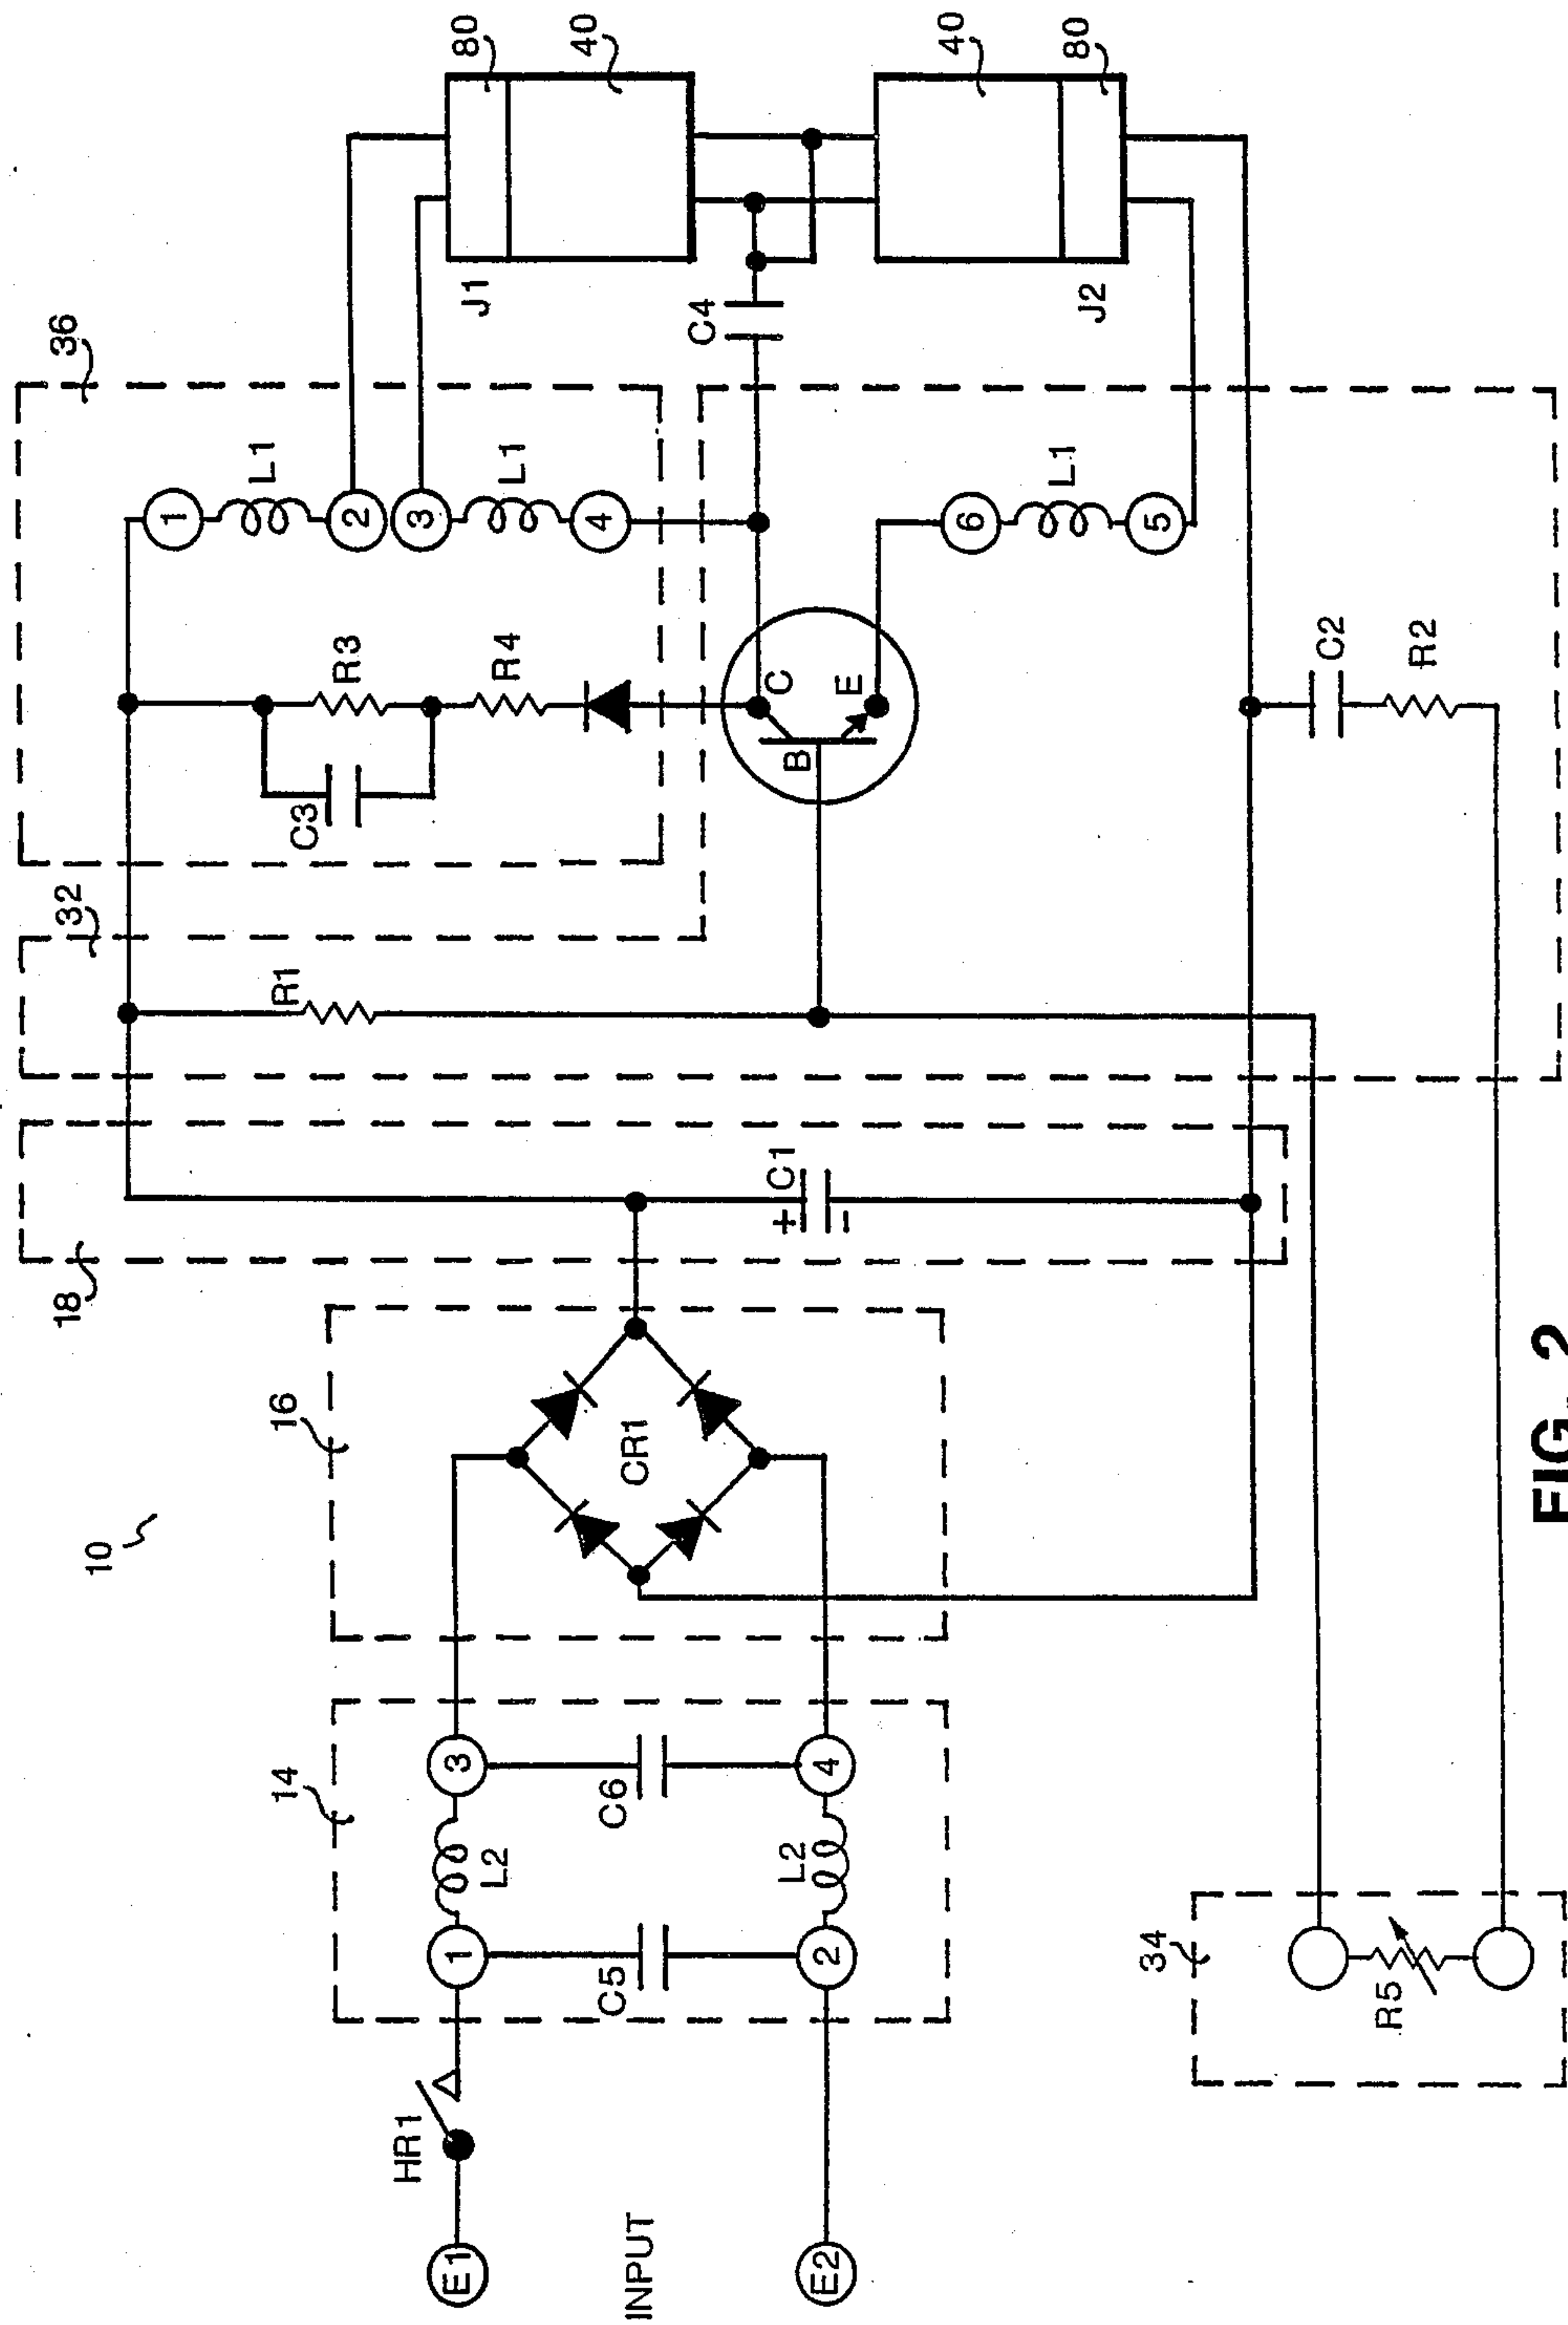 10
E1
INPUT
E2
HR1
14
1
L2
3
C5
C6
2
L2
4
16
CR1
18
+
C1
-
32
R1
36
C3
R3
R4
1
L1
2
3
L1
4
B
C
E
6
L1
5
C4
J1
80
40
40
80
J2
C2
R2
34
R5
FIG. 2